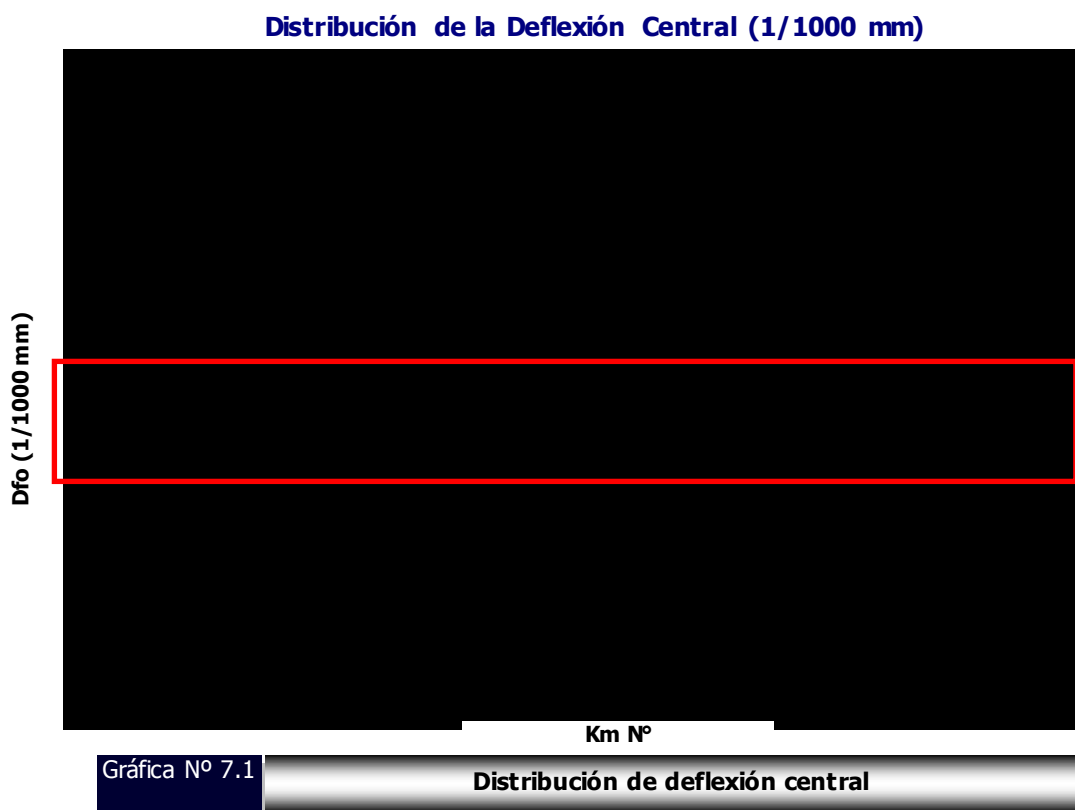 Distribución de la Deflexión Central (1/1000 mm)
Dfo (1/1000 mm)
Km Nº
Gráfica Nº 7.1
Distribución de deflexión central